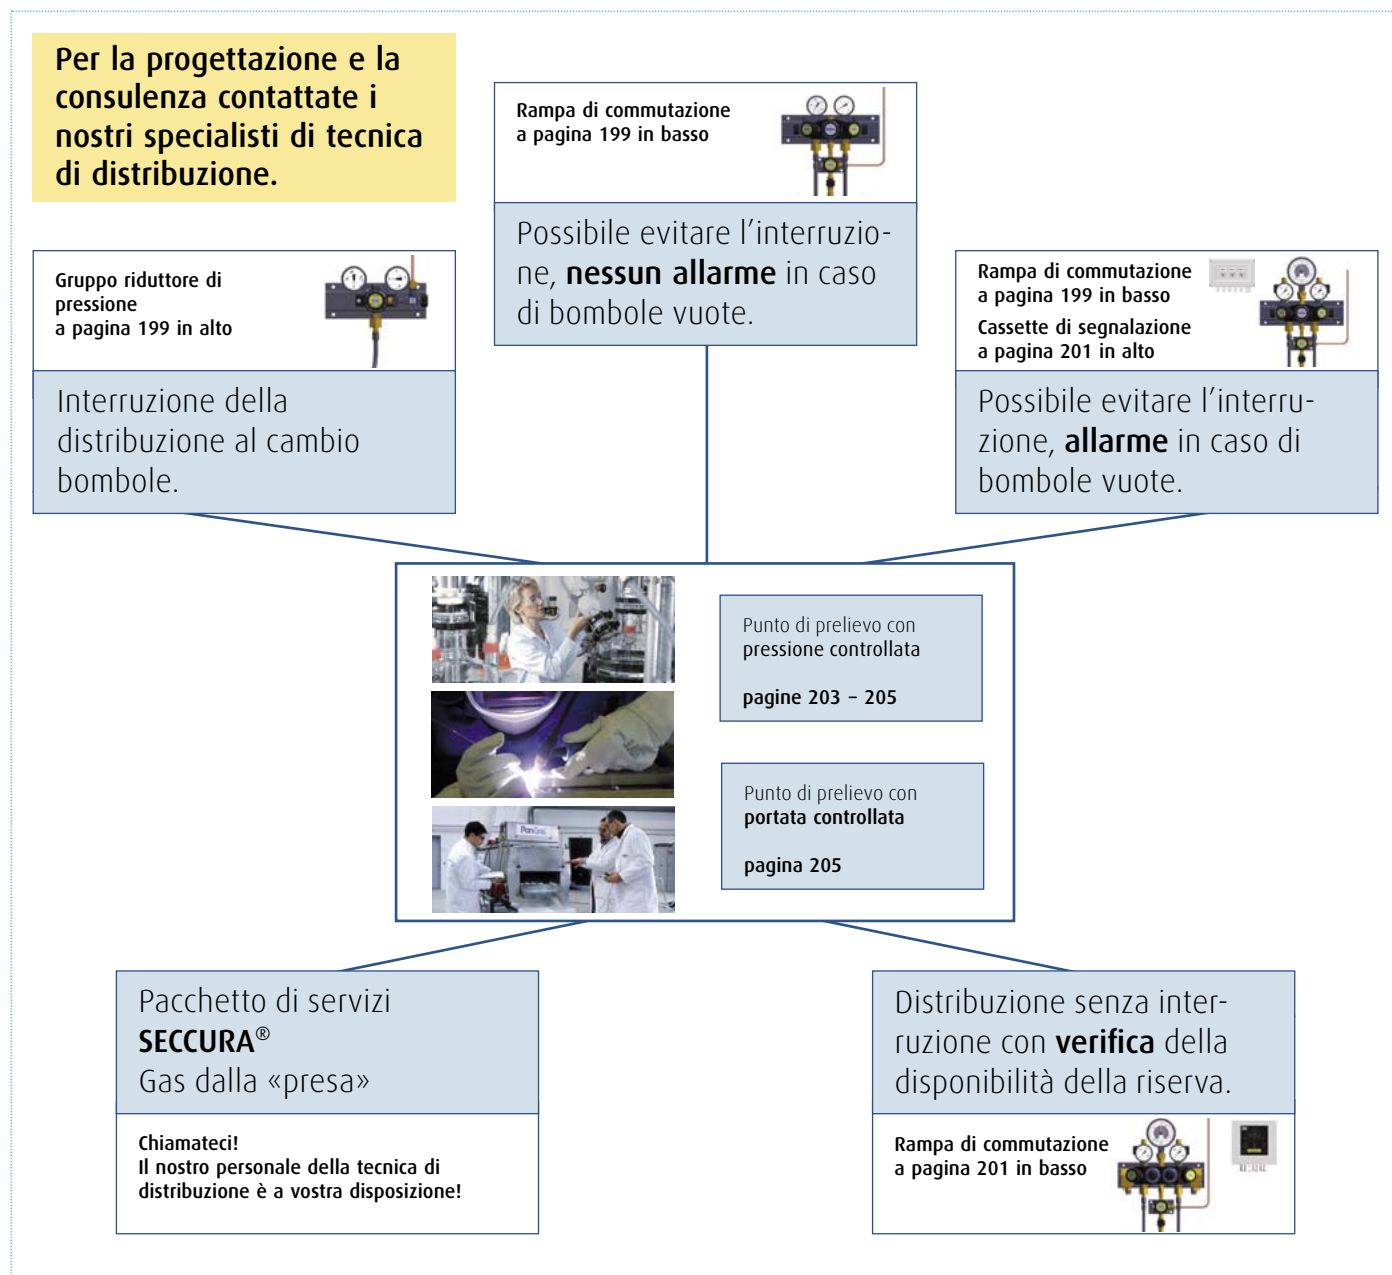 Per la progettazione e la
consulenza contattate i
nostri specialisti di tecnica
di distribuzione.
Rampa di commutazione
a pagina 199 in basso
Possibile evitare l'interruzio-
ne, nessun allarme in caso
di bombole vuote.
Gruppo riduttore di
pressione
a pagina 199 in alto
Interruzione della
distribuzione al cambio
bombole.
Rampa di commutazione
a pagina 199 in basso
Cassette di segnalazione
a pagina 201 in alto
Possibile evitare l'interru-
zione, allarme in caso di
bombole vuote.
Punto di prelievo con
pressione controllata
pagine 203 – 205
Punto di prelievo con
portata controllata
pagina 205
PanGas
Pacchetto di servizi
SECCURA®
Gas dalla «presa»
Chiamateci!
Il nostro personale della tecnica di
distribuzione è a vostra disposizione!
Distribuzione senza inter-
ruzione con verifica della
disponibilità della riserva.
Rampa di commutazione
a pagina 201 in basso